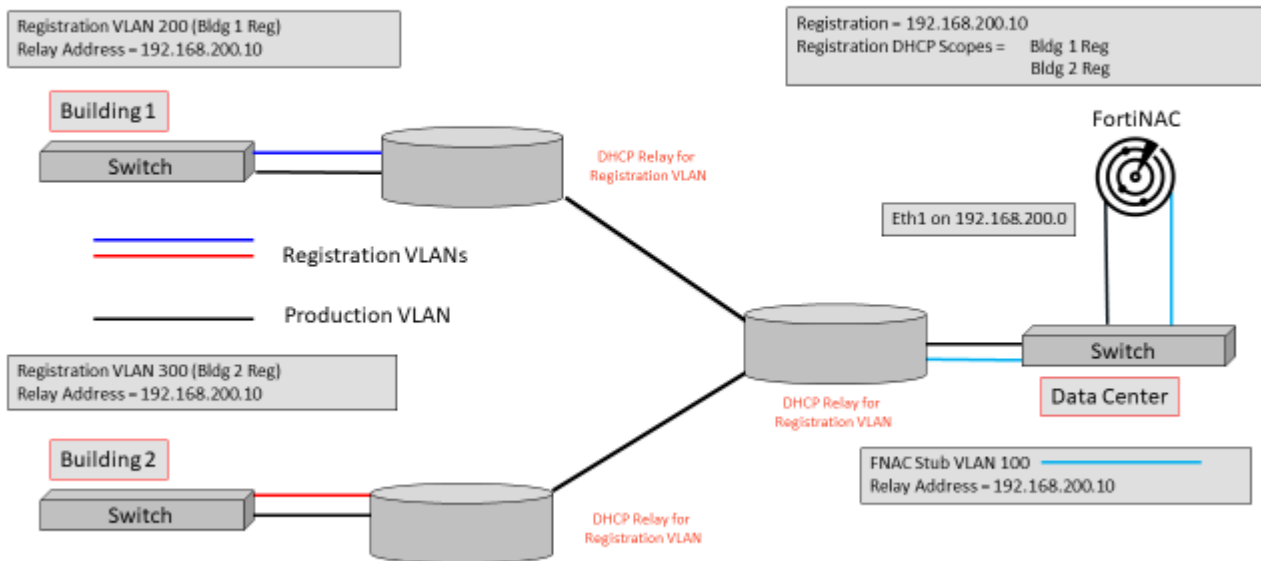 Registration VLAN 200 (Bldg 1 Reg)
Relay Address = 192.168.200.10
Registration = 192.168.200.10
Registration DHCP Scopes = Bldg 1 Reg
Bldg 2 Reg
Building 1
Switch
DHCP Relay for
Registration VLAN
FortiNAC
Eth1 on 192.168.200.0
Registration VLANs
Production VLAN
Registration VLAN 300 (Bldg 2 Reg)
Relay Address = 192.168.200.10
Switch
Data Center
DHCP Relay for
Registration VLAN
Building 2
Switch
DHCP Relay for
Registration VLAN
FNAC Stub VLAN 100
Relay Address = 192.168.200.10